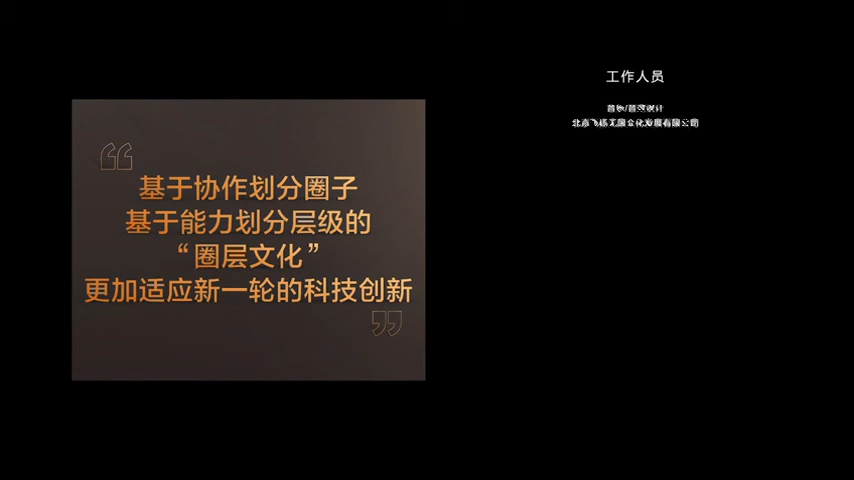 基于协作划分圈子
基于能力划分层级的
“圈层文化”
更加适应新一轮的科技创新
工作人员